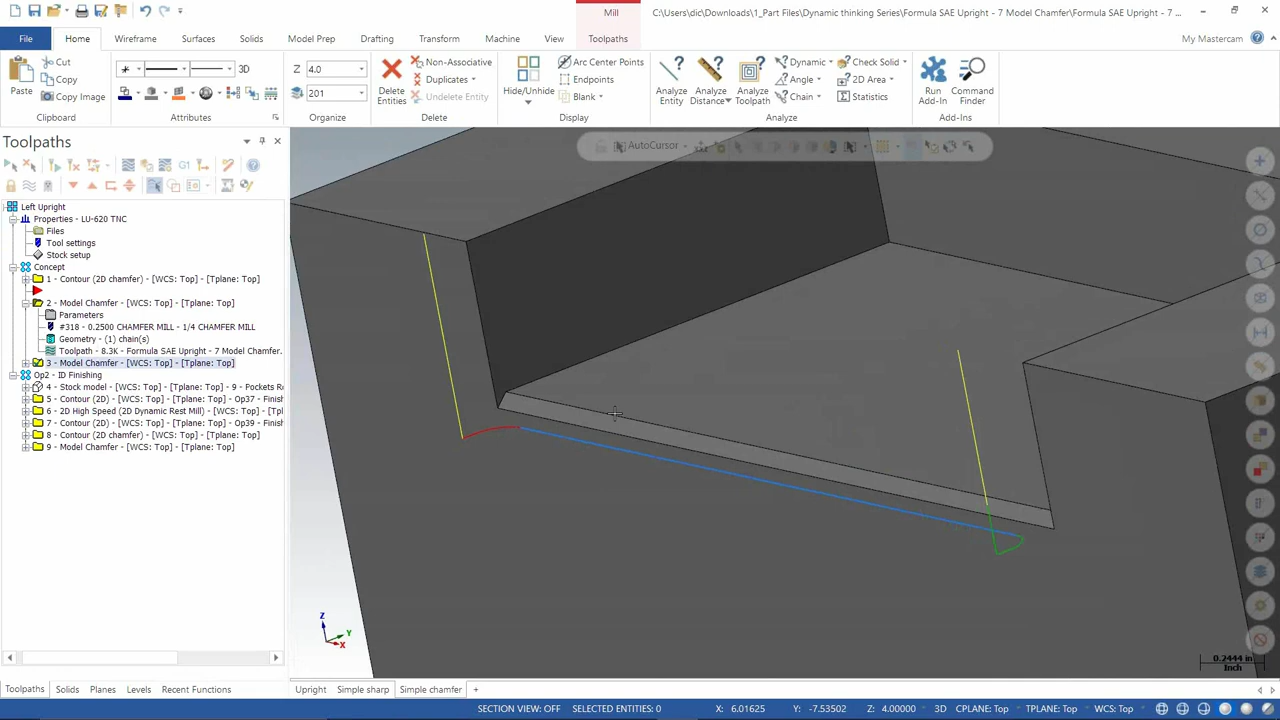 Mill
C:\Users\dic\Downloads\1_Part Files\Dynamic thinking Series\Formula SAE Upright - 7 Model Chamfer\Formula SAE Upright - 7 ...
File
Home
Wireframe
Surfaces
Solids
Model Prep
Drafting
Transform
Machine
View
Toolpaths
My Mastercam
Paste
Cut
Copy
Copy Image
Clipboard
3D
Attributes
Z 4.0
201
Organize
Delete Entities
Non-Associative
Duplicates
Undelete Entity
Delete
Hide/Unhide
Arc Center Points
Endpoints
Blank
Display
Analyze Entity
Analyze Distance
Analyze Toolpath
Dynamic
Angle
Chain
Check Solid
2D Area
Statistics
Analyze
Run Add-In
Command Finder
Add-Ins
Toolpaths
G1
AutoCursor
Left Upright
Properties - LU-620 TNC
Files
Tool settings
Stock setup
Concept
1 - Contour (2D chamfer) - [WCS: Top] - [Tplane: Top]
2 - Model Chamfer - [WCS: Top] - [Tplane: Top]
Parameters
#318 - 0.2500 CHAMFER MILL - 1/4 CHAMFER MILL
Geometry - (1) chain(s)
Toolpath - 8.3K - Formula SAE Upright - 7 Model Chamfer.
3 - Model Chamfer - [WCS: Top] - [Tplane: Top]
Op2 - ID Finishing
4 - Stock model - [WCS: Top] - [Tplane: Top] - 9 - Pockets R
5 - Contour (2D) - [WCS: Top] - [Tplane: Top] - Op37 - Finish
6 - 2D High Speed (2D Dynamic Rest Mill) - [WCS: Top] - [Tp
7 - Contour (2D) - [WCS: Top] - [Tplane: Top] - Op39 - Finish
8 - Contour (2D chamfer) - [WCS: Top] - [Tplane: Top]
9 - Model Chamfer - [WCS: Top] - [Tplane: Top]
Z
Y
X
0.2444 in
Inch
Toolpaths
Solids
Planes
Levels
Recent Functions
Upright
Simple sharp
Simple chamfer
+
SECTION VIEW: OFF
SELECTED ENTITIES: 0
X: 6.01625
Y: -7.53502
Z: 4.00000
3D
CPLANE: Top
TPLANE: Top
WCS: Top